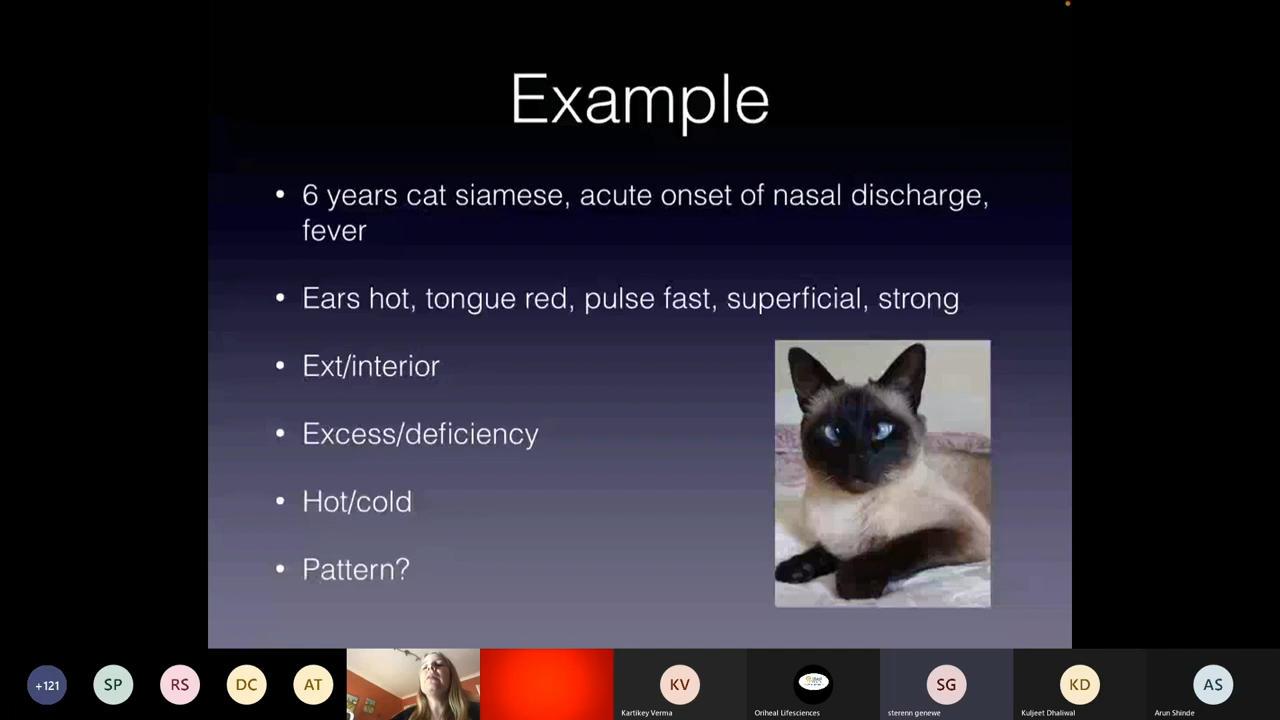 Example
• 6 years cat siamese, acute onset of nasal discharge,
fever
• Ears hot, tongue red, pulse fast, superficial, strong
• Ext/interior
• Excess/deficiency
• Hot/cold
• Pattern?
+121
SP
RS
DC
AT
KV
SG
KD
AS
Kartikey Verma
Oriheal Lifesciences
sterenn genewe
Kuljeet Dhaliwal
Arun Shinde